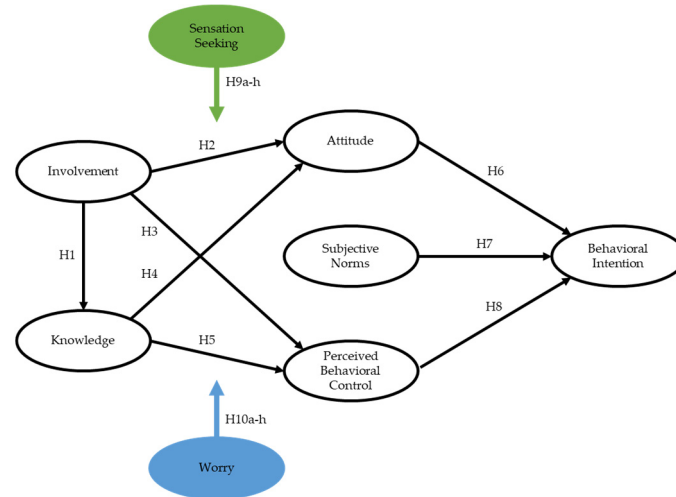 Sensation
Seeking
H9a-h
H2
Attitude
Involvement
H6
H3
H1
Subjective
Norms
H7
Behavioral
Intention
H4
H8
Knowledge
H5
Perceived
Behavioral
Control
H10a-h
Worry